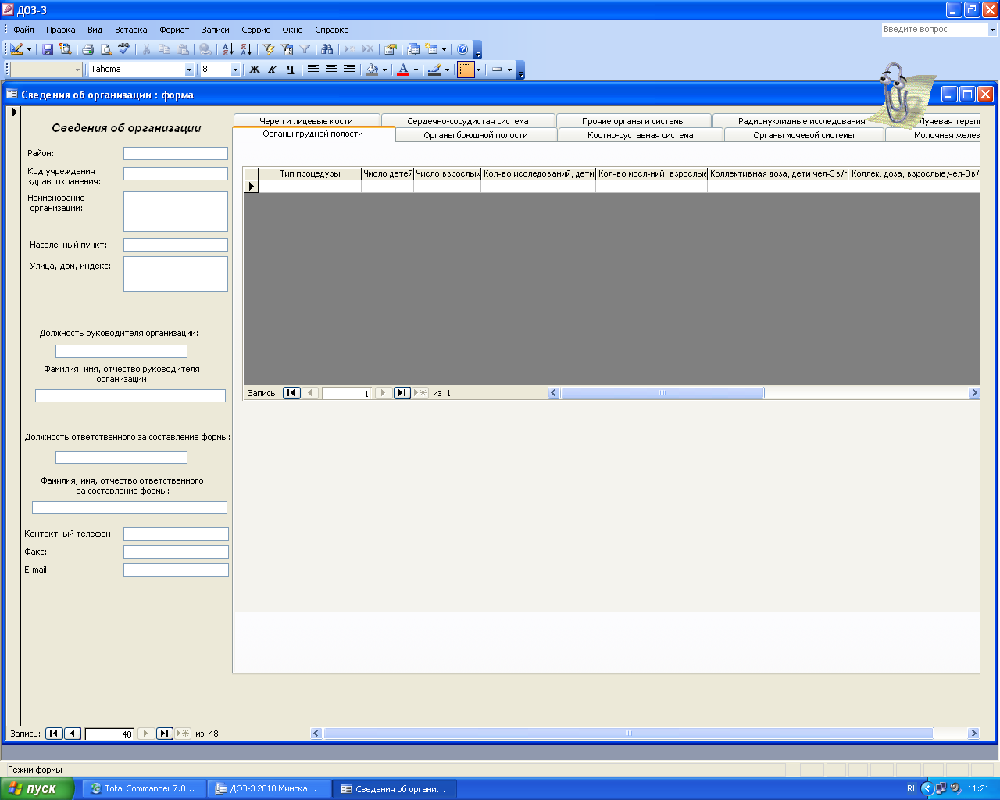 ДОЗ-3
Файл Правка Вид Вставка Формат Записи Сервис Окно Справка
Введите вопрос
Tahoma 8 Ж К Ч
Сведения об организации : форма
Сведения об организации
Череп и лицевые кости Сердечно-сосудистая система Прочие органы и системы Радионуклидные исследования Лучевая терапи
Органы грудной полости Органы брюшной полости Костно-суставная система Органы мочевой системы Молочная желез
Район:
Код учреждения
здравоохранения:
Наименование
организации:
Населенный пункт:
Улица, дом, индекс:
Тип процедуры Число детей Число взрослых Кол-во исследований, дети Кол-во иссл-ний, взрослые Коллективная доза, дети,чел-Зв/г Коллек. доза, взрослые,чел-Зв/г
Должность руководителя организации:
Фамилия, имя, отчество руководителя
организации:
Запись: 1 из 1
Должность ответственного за составление формы:
Фамилия, имя, отчество ответственного
за составление формы:
Контактный телефон:
Факс:
E-mail:
Запись: 48 из 48
Режим формы
пуск Total Commander 7.0... ДОЗ-3 2010 Минска... Сведения об органи... RL 11:21